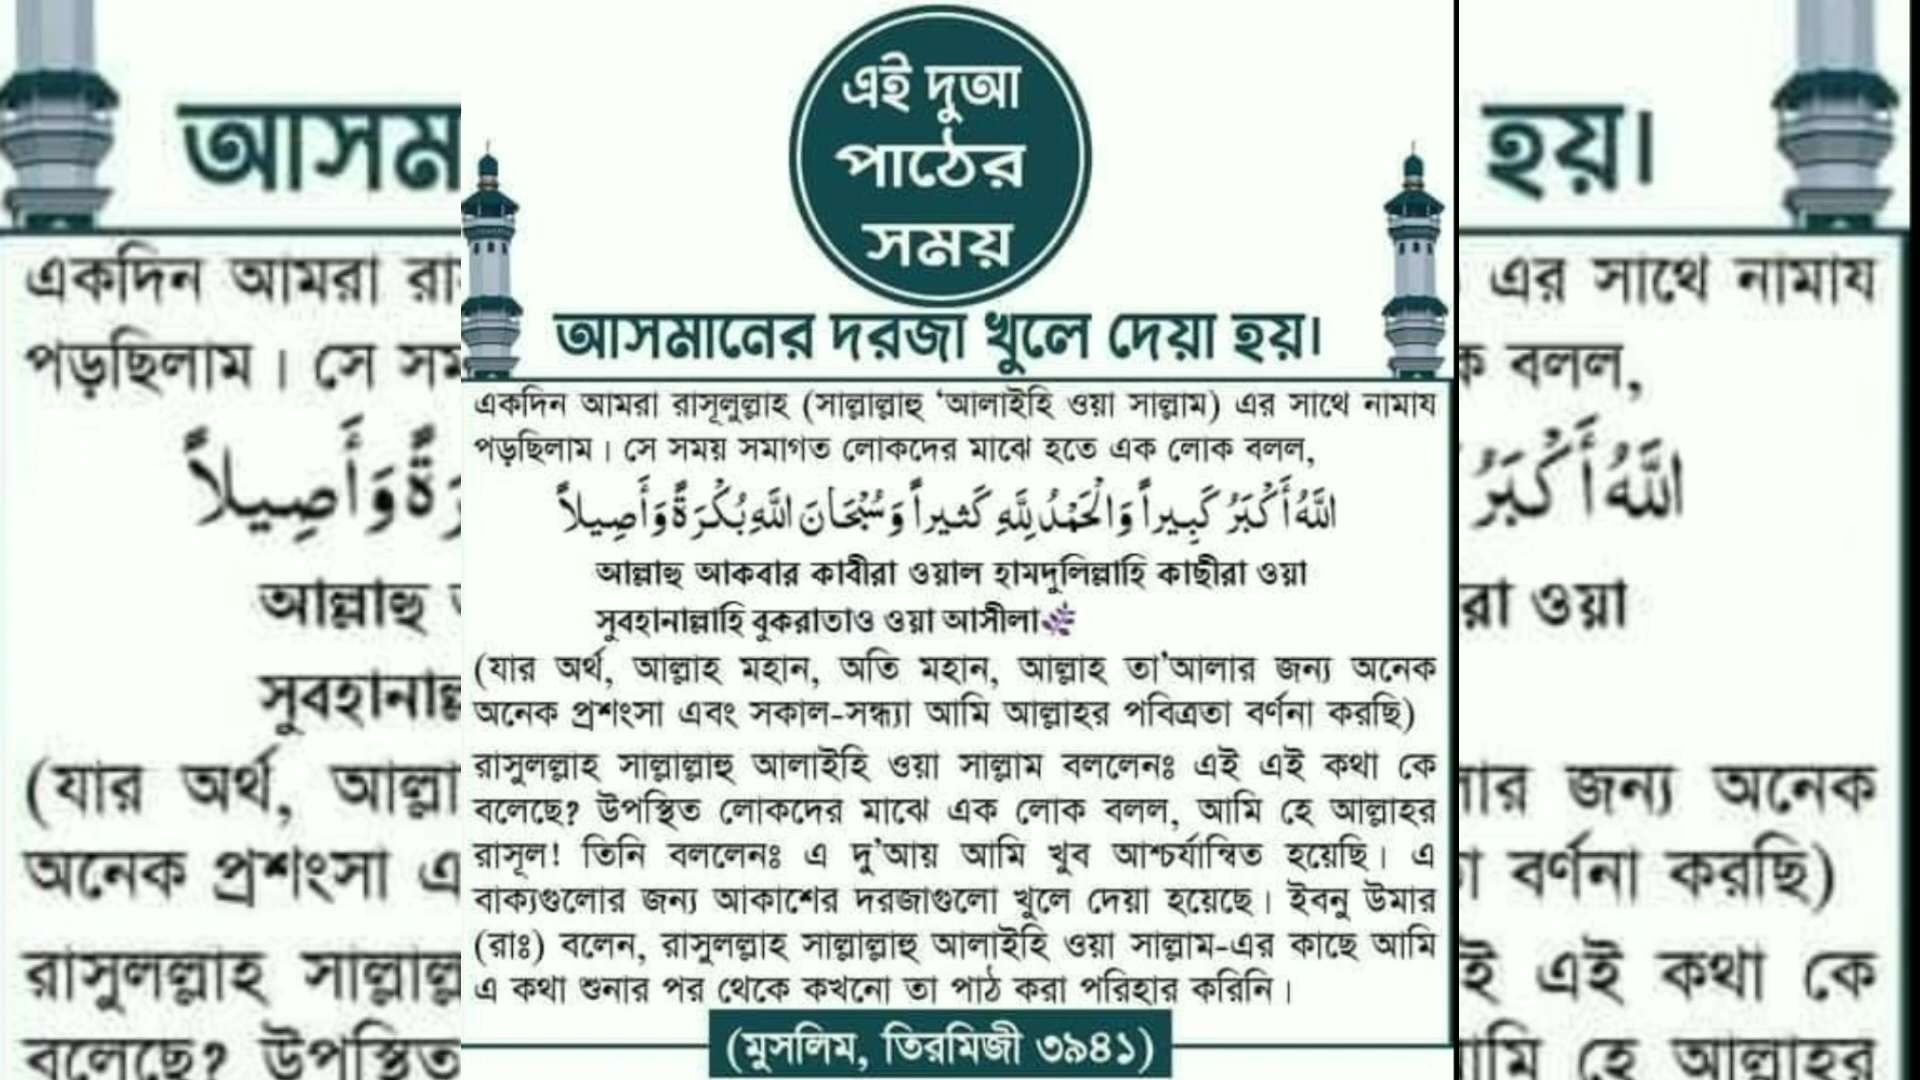 এই দুআ
পাঠের
সময়
আসমানের দরজা খুলে দেয়া হয়।
একদিন আমরা রাসূলুল্লাহ (সাল্লাল্লাহু ‘আলাইহি ওয়া সাল্লাম) এর সাথে নামায
পড়ছিলাম। সে সময় সমাগত লোকদের মাঝে হতে এক লোক বলল,
اللَّهُ أَكْبَرُ كَبِيراً وَالْحَمْدُ لِلَّهِ كَثيراً وَسُبْحَانَ اللَّهِ بُكْرَةً وَأَصِيلاً
আল্লাহু আকবার কাবীরা ওয়াল হামদুলিল্লাহি কাছীরা ওয়া
সুবহানাল্লাহি বুকরাতাও ওয়া আসীলা
(যার অর্থ, আল্লাহ মহান, অতি মহান, আল্লাহ তা'আলার জন্য অনেক
অনেক প্রশংসা এবং সকাল-সন্ধ্যা আমি আল্লাহর পবিত্রতা বর্ণনা করছি)
রাসুলল্লাহ সাল্লাল্লাহু আলাইহি ওয়া সাল্লাম বললেনঃ এই এই কথা কে
বলেছে? উপস্থিত লোকদের মাঝে এক লোক বলল, আমি হে আল্লাহর
রাসূল! তিনি বললেনঃ এ দু'আয় আমি খুব আশ্চর্যান্বিত হয়েছি। এ
বাক্যগুলোর জন্য আকাশের দরজাগুলো খুলে দেয়া হয়েছে। ইবনু উমার
(রাঃ) বলেন, রাসুলল্লাহ সাল্লাল্লাহু আলাইহি ওয়া সাল্লাম-এর কাছে আমি
এ কথা শুনার পর থেকে কখনো তা পাঠ করা পরিহার করিনি।
(মুসলিম, তিরমিজী ৩৯৪১)